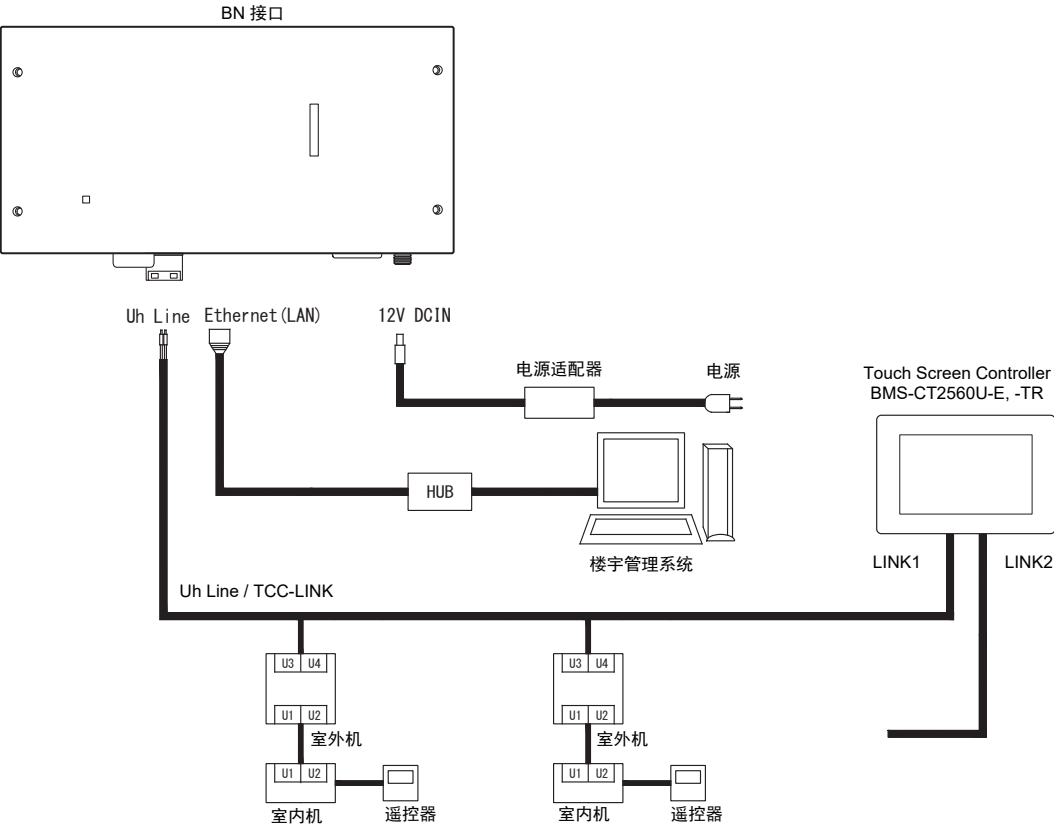 BN 接口
Uh Line
Ethernet(LAN)
12V DCIN
电源适配器
电源
Touch Screen Controller
BMS-CT2560U-E, -TR
HUB
楼宇管理系统
LINK1
LINK2
Uh Line / TCC-LINK
U3 U4
U3 U4
U1 U2
U1 U2
室外机
室外机
U1 U2
U1 U2
室内机
遥控器
室内机
遥控器